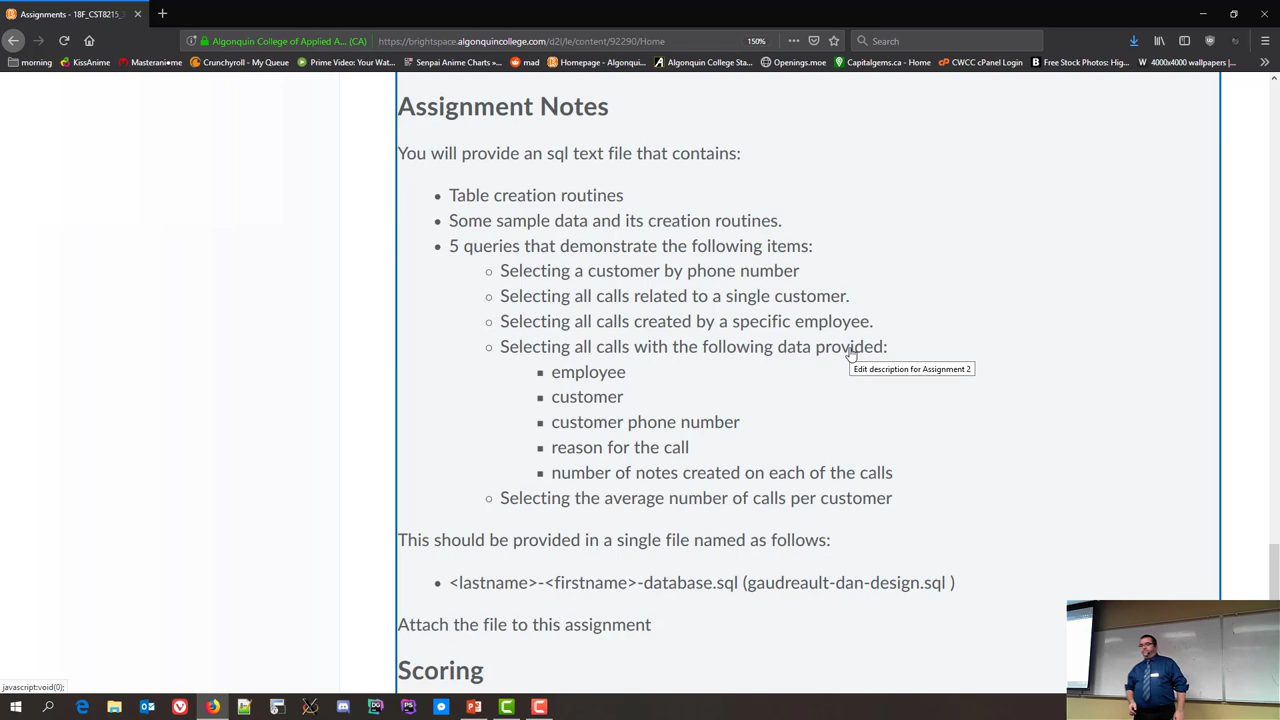 Assignments - 18F_CST8215_
Algonquin College of Applied A... (CA)
https://brightspace.algonquincollege.com/d2l/le/content/92290/Home
150%
Search
morning
KissAnime
Masterani●me
Crunchyroll - My Queue
Prime Video: Your Wat...
Senpai Anime Charts »...
mad
Homepage - Algonqui...
Algonquin College Sta...
Openings.moe
Capitalgems.ca - Home
CWCC cPanel Login
Free Stock Photos: Hig...
4000x4000 wallpapers |...
Assignment Notes
You will provide an sql text file that contains:
Table creation routines
Some sample data and its creation routines.
5 queries that demonstrate the following items:
Selecting a customer by phone number
Selecting all calls related to a single customer.
Selecting all calls created by a specific employee.
Selecting all calls with the following data provided:
Edit description for Assignment 2
employee
customer
customer phone number
reason for the call
number of notes created on each of the calls
Selecting the average number of calls per customer
This should be provided in a single file named as follows:
<lastname>-<firstname>-database.sql (gaudreault-dan-design.sql )
Attach the file to this assignment
Scoring
javascript:void(0);